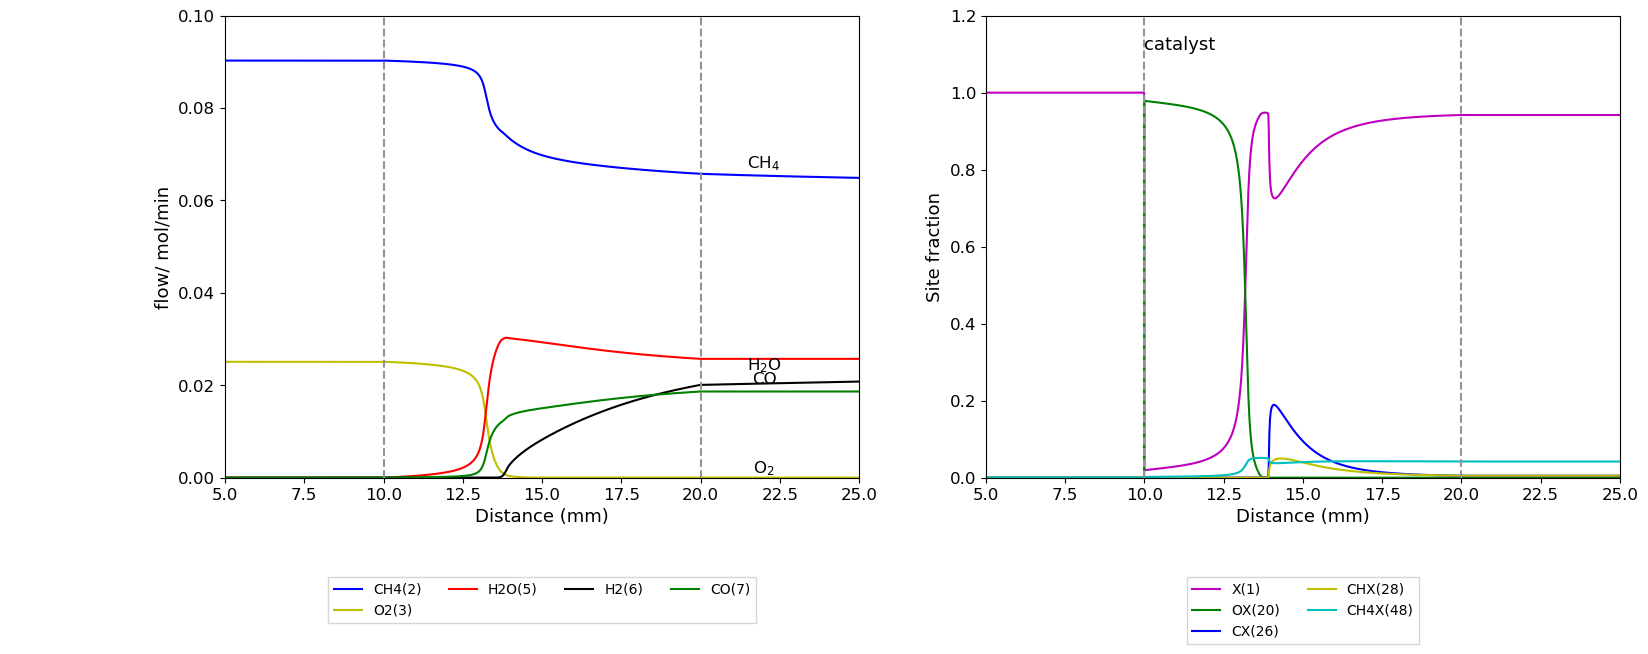 0.10
0.08
0.06
0.04
0.02
0.00
flow/ mol/min
CH4
H2O
CO
O2
5.0 7.5 10.0 12.5 15.0 17.5 20.0 22.5 25.0
Distance (mm)
CH4(2) H2O(5) H2(6) CO(7)
O2(3)
1.2
1.0
0.8
0.6
0.4
0.2
0.0
Site fraction
catalyst
5.0 7.5 10.0 12.5 15.0 17.5 20.0 22.5 25.0
Distance (mm)
X(1) CHX(28)
OX(20) CH4X(48)
CX(26)